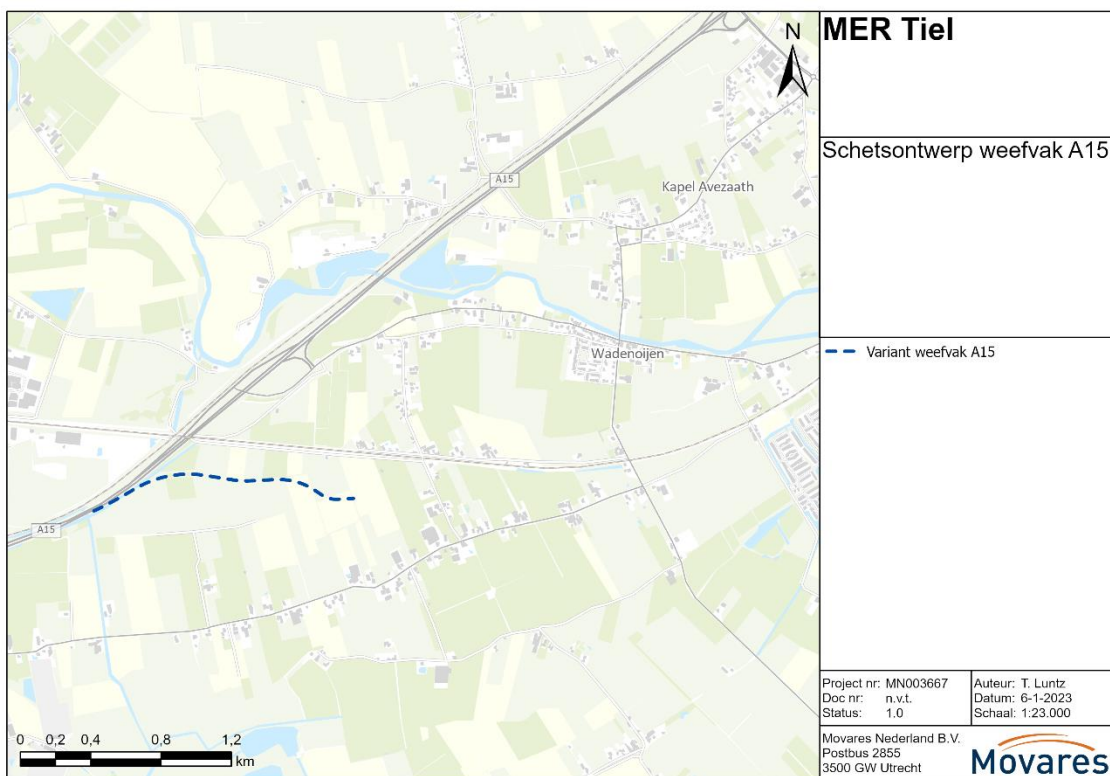 MER Tiel
Schetsontwerp weefvak A15
Variant weefvak A15
N
A15
Kapel Avezaath
Wadenoijen
A15
0 0,2 0,4 0,8 1,2
km
Project nr: MN003667
Doc nr: n.v.t.
Status: 1.0
Auteur: T. Luntz
Datum: 6-1-2023
Schaal: 1:23.000
Movares Nederland B.V.
Postbus 2855
3500 GW Utrecht
Movares